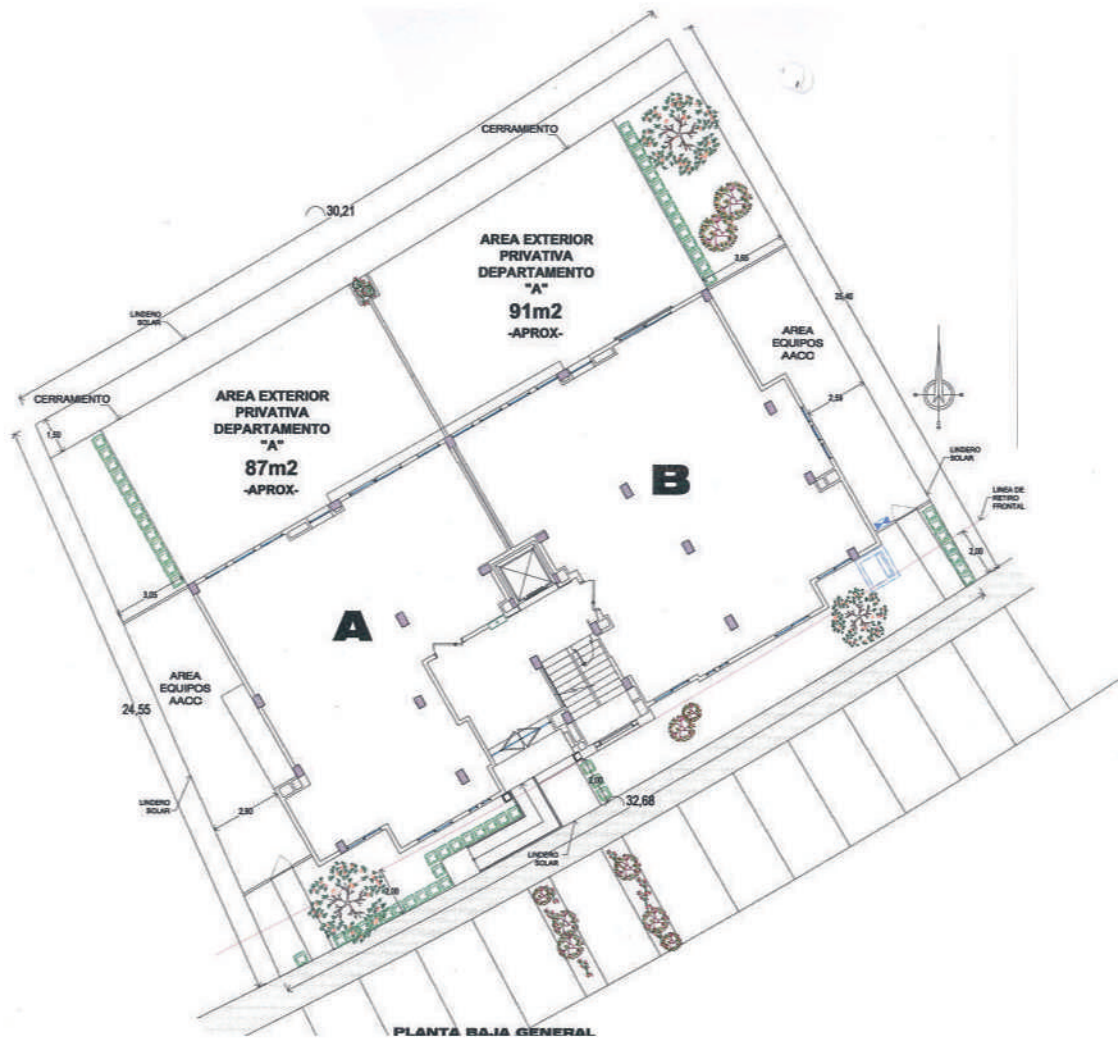 CERRAMIENTO
30,21
AREA EXTERIOR
PRIVATIVA
DEPARTAMENTO
"A"
91m2
-APROX-
3,65
25,40
LINDERO
SOLAR
AREA
EQUIPOS
AACC
CERRAMIENTO
1,50
AREA EXTERIOR
PRIVATIVA
DEPARTAMENTO
"A"
87m2
-APROX-
2,59
LINDERO
SOLAR
B
LINEA DE
RETIRO
FRONTAL
2,00
3,05
A
AREA
EQUIPOS
AACC
24,55
2,00
32,68
LINDERO
SOLAR
2,90
LINDERO
SOLAR
2,00
PLANTA BAJA GENERAL